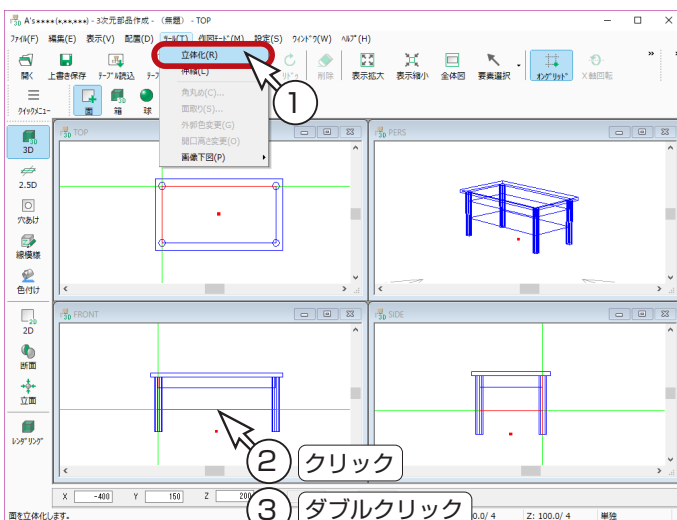 A's****(*,**,***) - 3次元部品作成 - （無題） - TOP
ファイル(F) 編集(E) 表示(V) 配置(D) ツール(T) 作図モード(M) 設定(S) ウィンドウ(W) ヘルプ(H)
開く 上書き保存 テーブル読込 削除 表示拡大 表示縮小 全体図 要素選択 オングリッド X軸回転
立体化(R)
伸縮(L)
角丸め(C)...
面取り(S)...
外部色変更(G)
開口高さ変更(O)
画像下図(P)
①
クイックメニュー 面 箱 球
3D
2.5D
穴あけ
縁模様
色付け
2D
断面
立面
レンダリング
TOP
PERS
FRONT
SIDE
② クリック
③ ダブルクリック
X -400 Y 150 Z 200
面を立体化します。 0.0/ 4 Z: 100.0/ 4 単独